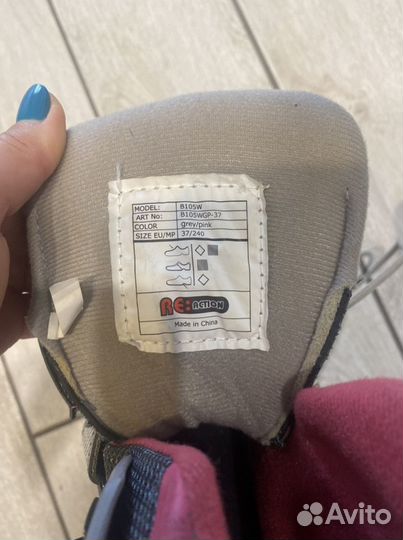 MODEL: B105W
ART No: B105WGP-37
COLOR grey/pink
SIZE EU/MP 37/240
RE:ACTION
Made in China
Avito